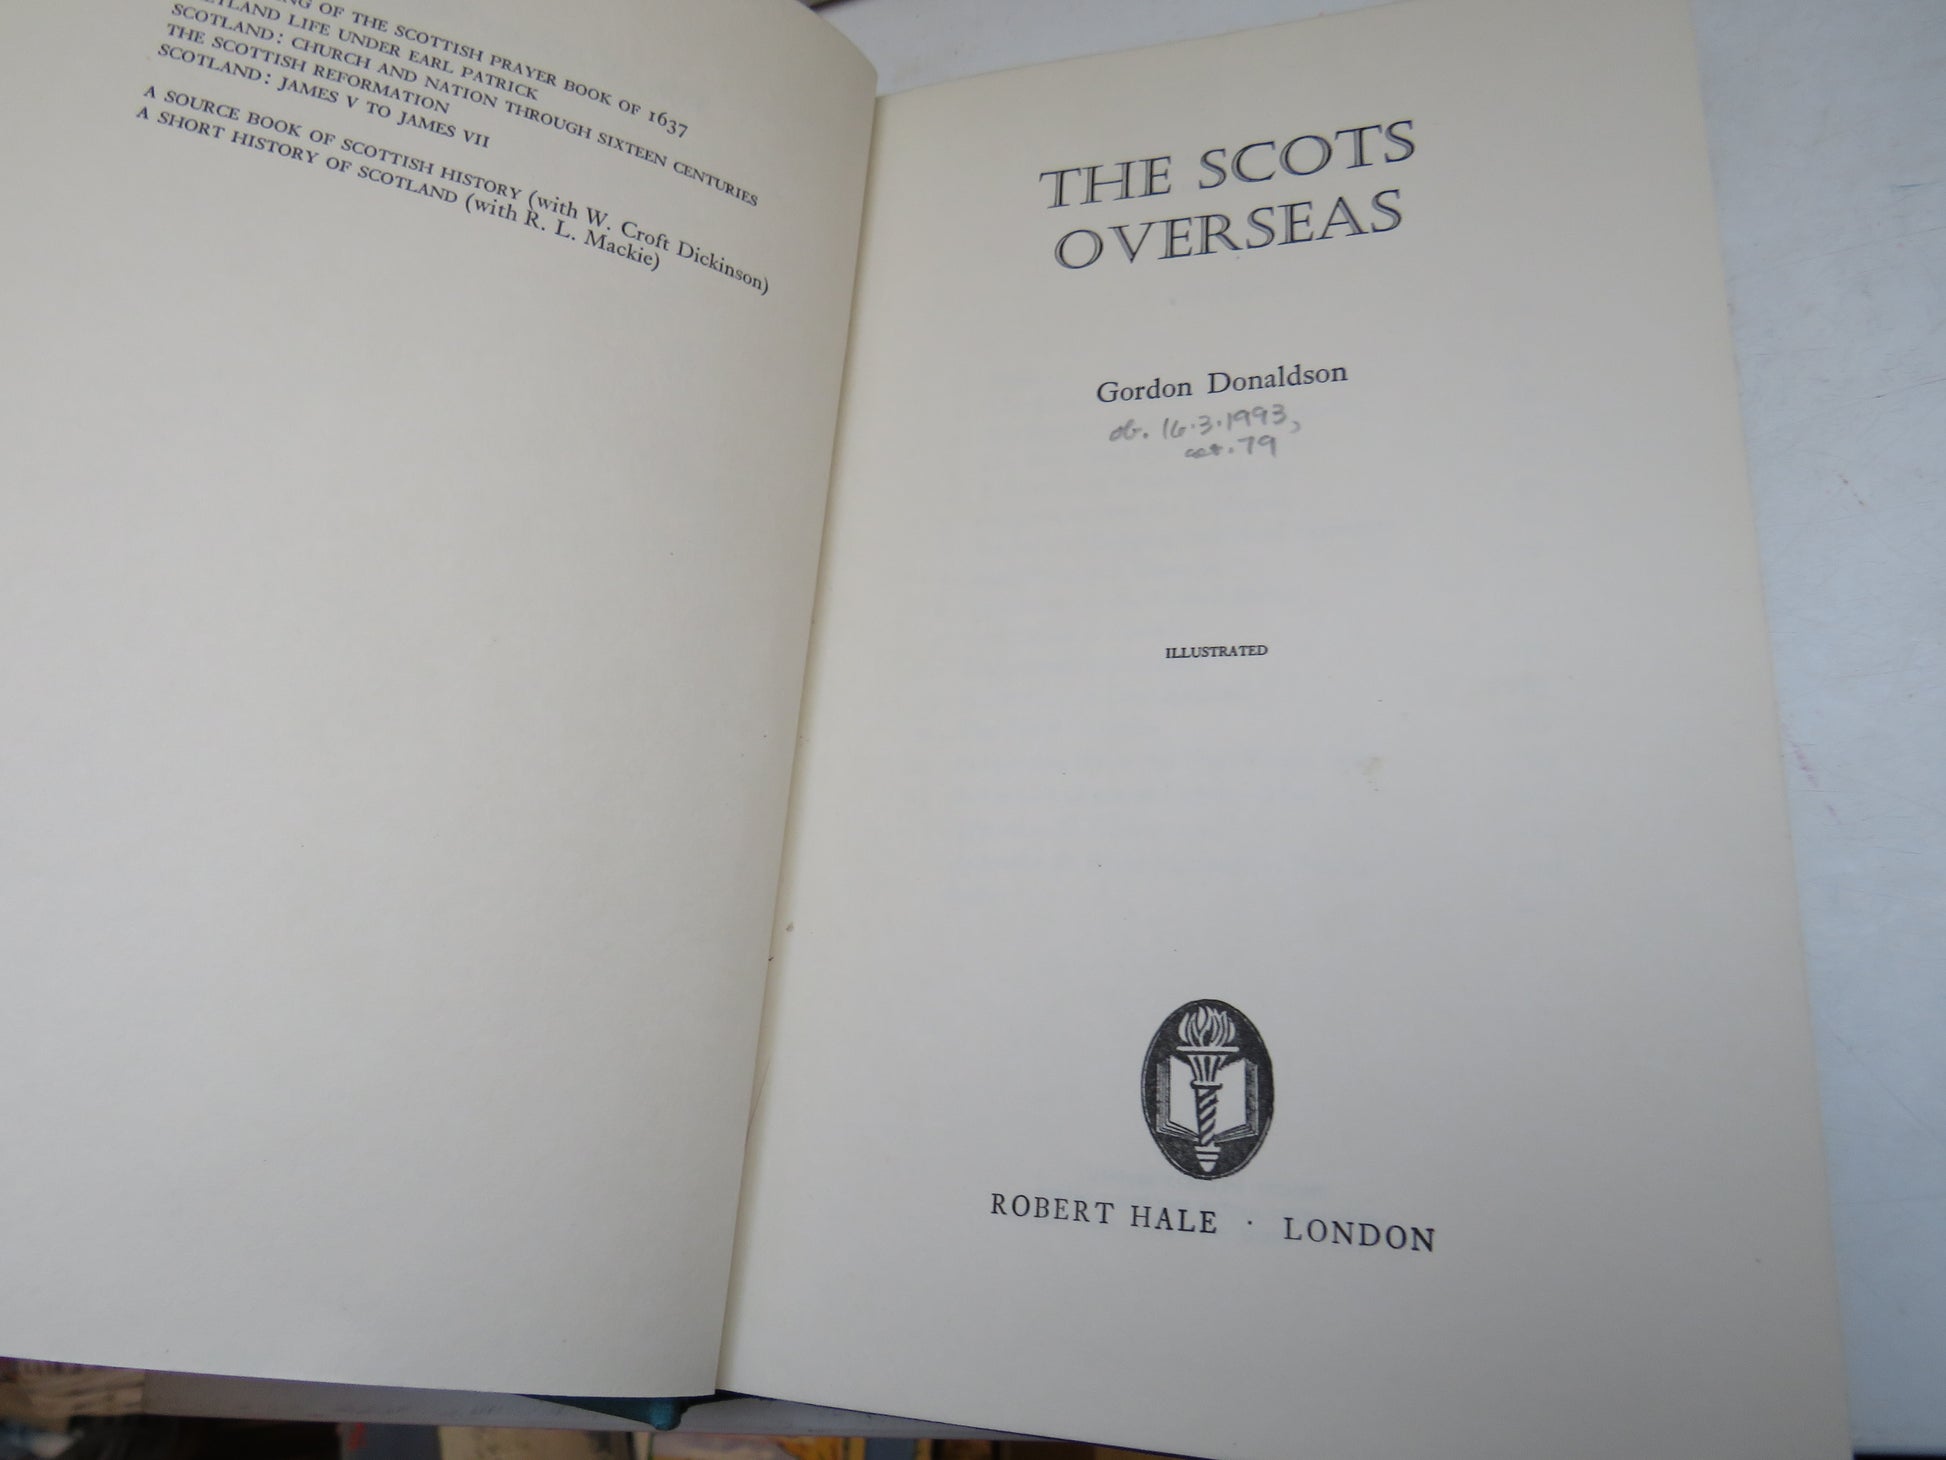 OF THE SCOTTISH PRAYER BOOK OF 1637
LIFE UNDER EARL PATRICK
SCOTLAND: CHURCH AND NATION THROUGH SIXTEEN CENTURIES
THE SCOTTISH REFORMATION
SCOTLAND: JAMES V TO JAMES VII
A SOURCE BOOK OF SCOTTISH HISTORY (with W. Croft Dickinson)
A SHORT HISTORY OF SCOTLAND (with R. L. Mackie)
THE SCOTS
OVERSEAS
Gordon Donaldson
ob. 16.3.1993,
aet. 79
ILLUSTRATED
ROBERT HALE · LONDON